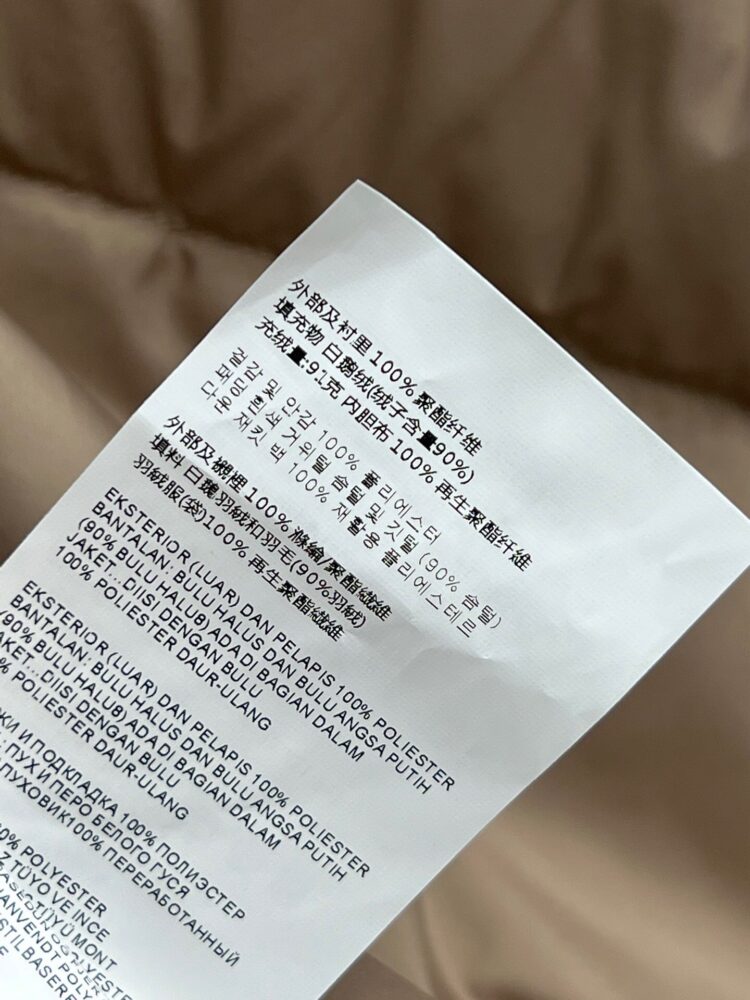 外部及衬里 100% 聚酯纤维
填充物 白鹅绒(绒子含量90%)
充绒量:9.1克 内胆布 100% 再生聚酯纤维
겉감 및 안감 100% 폴리에스터
흰색 거위털 솜털 및 깃털 (90% 솜털)
다운 재킷 백 100% 재활용 폴리에스테르
外部及襯裡 100% 滌綸/聚酯纖維
填料 白鵝羽絨和羽毛(90%羽絨)
羽絨服(袋)100% 再生聚酯纖維
EKSTERIOR (LUAR) DAN PELAPIS 100% POLIESTER
BANTALAN: BULU HALUS DAN BULU ANGSA PUTIH
(90% BULU HALU8) ADA DI BAGIAN DALAM
JAKET...DIISI DENGAN BULU
100% POLIESTER DAUR-ULANG
EKSTERIOR (LUAR) DAN PELAPIS 100% POLIESTER
BANTALAN: BULU HALUS DAN BULU ANGSA PUTIH
(90% BULU HALU8) ADA DI BAGIAN DALAM
JAKET...DIISI DENGAN BULU
% POLIESTER DAUR-ULANG
И ПОДКЛАДКА 100% ПОЛИЭСТЕР
: ПУХ И ПЕРО БЕЛОГО ГУСЯ
ПУХОВИК100% ПЕРЕРАБОТАННЫЙ
0% POLYESTER
Z TÜYÜ VE INCE
MONT